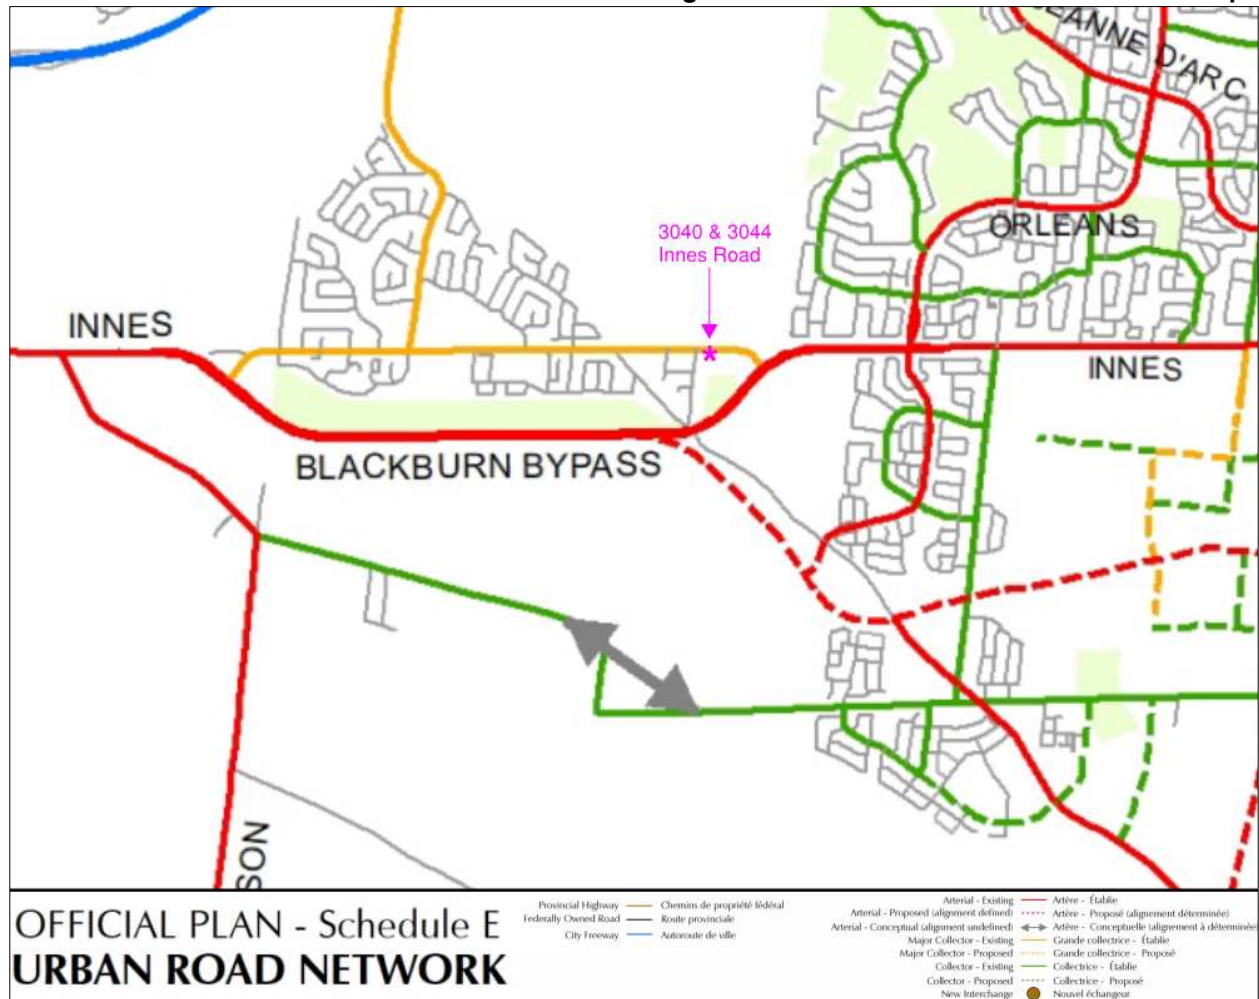 JEANNE D'ARC
3040 & 3044
Innes Road
ORLEANS
INNES
INNES
BLACKBURN BYPASS
SON
OFFICIAL PLAN - Schedule E
URBAN ROAD NETWORK
Provincial Highway Chemins de propriété fédéral
Federally Owned Road Route provinciale
City Freeway Autoroute de ville
Arterial - Existing Artère - Établie
Arterial - Proposed (alignment defined) Artère - Proposé (alignement déterminée)
Arterial - Conceptual (alignment undefined) Artère - Conceptuelle (alignement à déterminée)
Major Collector - Existing Grande collectrice - Établie
Major Collector - Proposed Grande collectrice - Proposé
Collector - Existing Collectrice - Établie
Collector - Proposed Collectrice - Proposé
New Interchange Nouvel échangeur